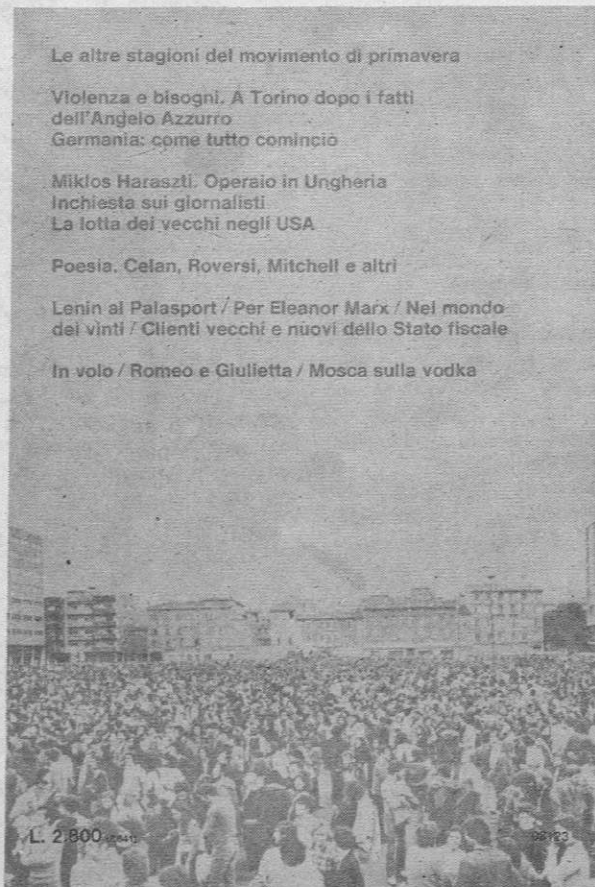 Le altre stagioni del movimento di primavera
Violenza e bisogni. A Torino dopo i fatti
dell'Angelo Azzurro
Germania: come tutto cominciò
Miklos Haraszti. Operaio in Ungheria
Inchiesta sui giornalisti
La lotta dei vecchi negli USA
Poesia. Celan, Roversi, Mitchell e altri
Lenin al Palasport / Per Eleanor Marx / Nel mondo
dei vinti / Clienti vecchi e nuovi dello Stato fiscale
In volo / Romeo e Giulietta / Mosca sulla vodka
L. 2.800